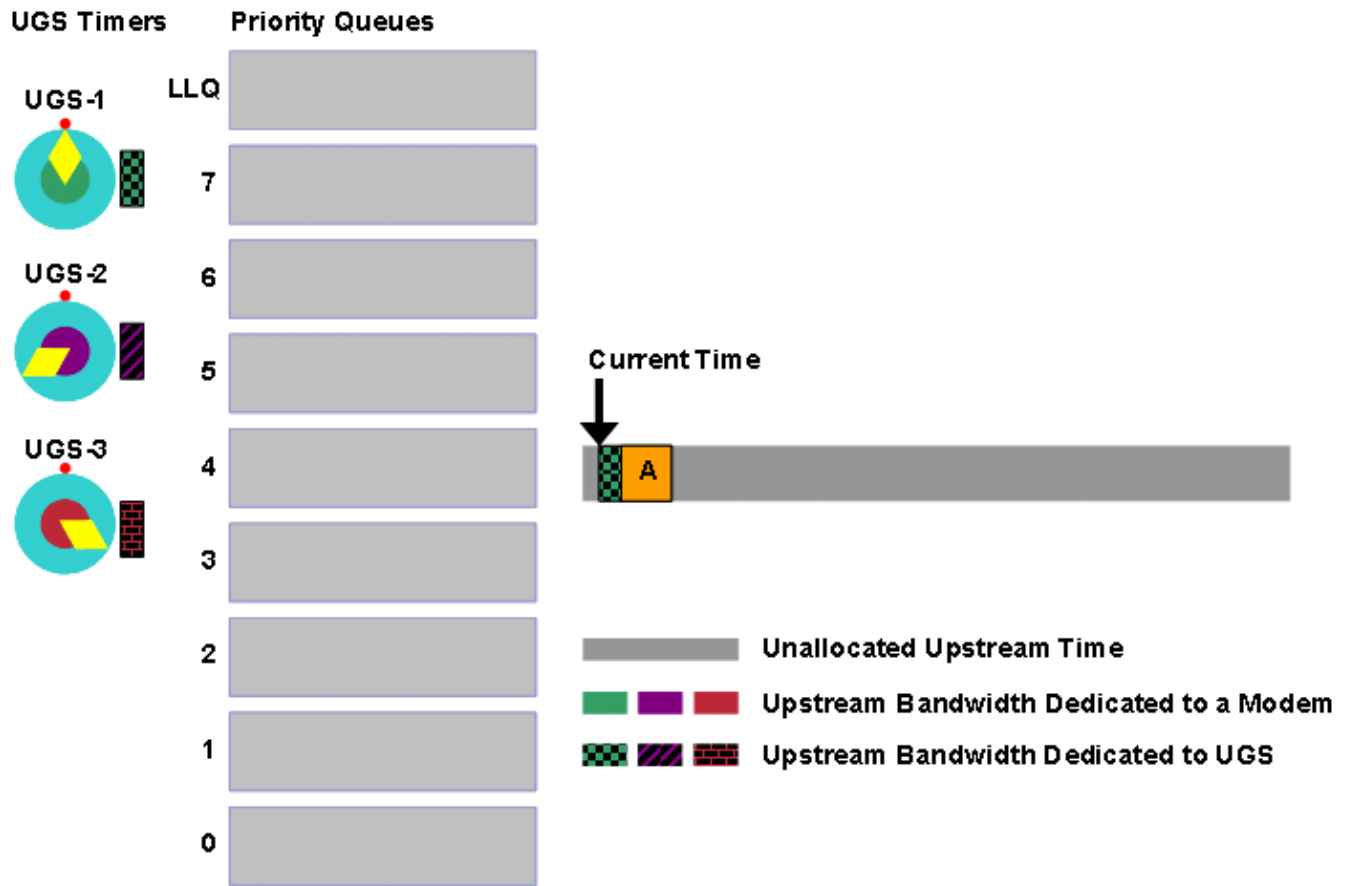 UGS Timers
Priority Queues
LLQ
UGS-1
7
UGS-2
6
5
Current Time
UGS-3
4
A
3
2
Unallocated Upstream Time
Upstream Bandwidth Dedicated to a Modem
1
Upstream Bandwidth Dedicated to UGS
0